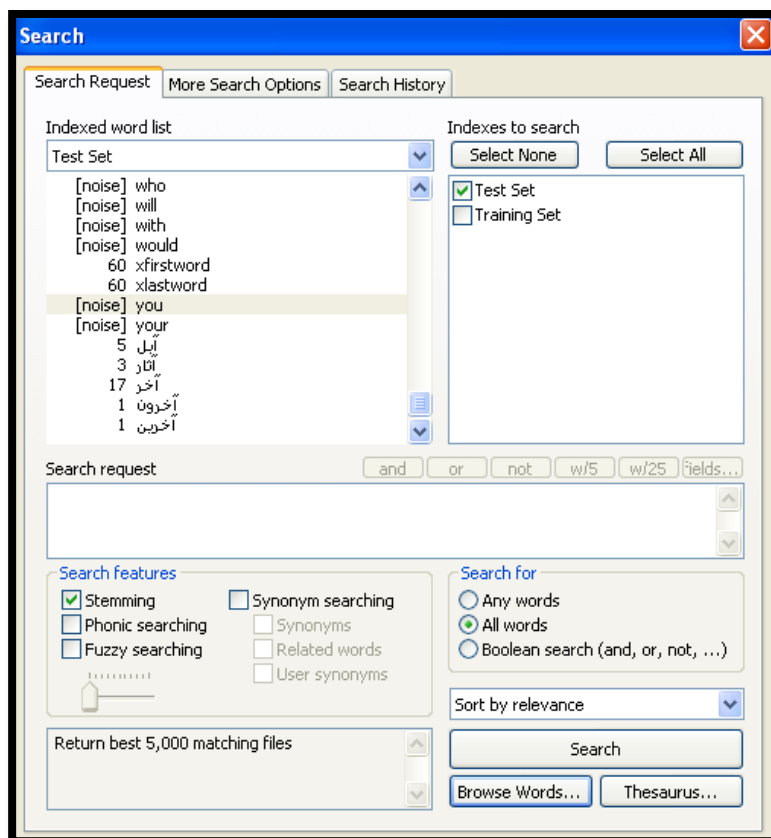 Search
Search Request
More Search Options
Search History
Indexed word list
Test Set
[noise] who
[noise] will
[noise] with
[noise] would
60 xfirstword
60 xlastword
[noise] you
[noise] your
5 آبل
3 آثار
17 آخر
1 آخرون
1 آخرين
Indexes to search
Select None
Select All
Test Set
Training Set
Search request
and
or
not
w/5
w/25
Fields...
Search features
Stemming
Phonic searching
Fuzzy searching
Synonym searching
Synonyms
Related words
User synonyms
Search for
Any words
All words
Boolean search (and, or, not, ...)
Sort by relevance
Return best 5,000 matching files
Search
Browse Words...
Thesaurus...